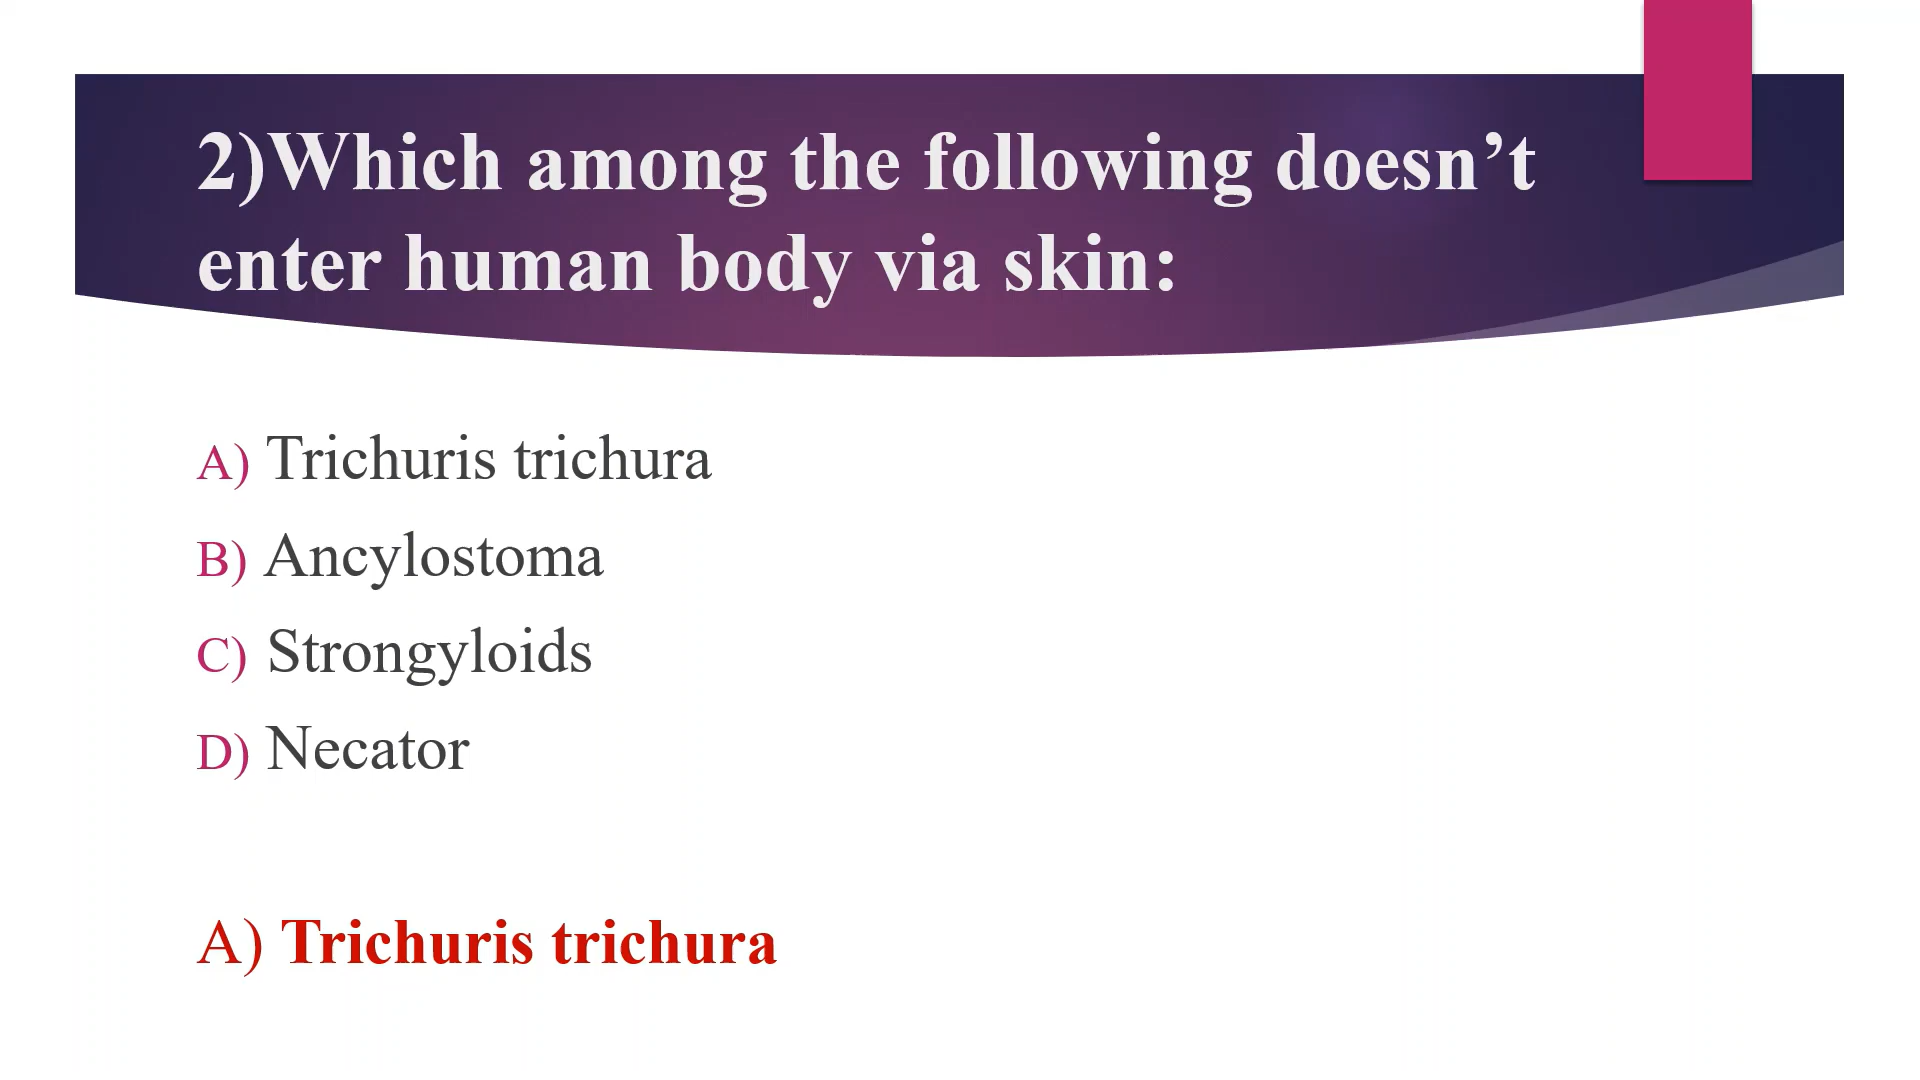 2)Which among the following doesn’t
enter human body via skin:
A) Trichuris trichura
B) Ancylostoma
C) Strongyloids
D) Necator
A) Trichuris trichura